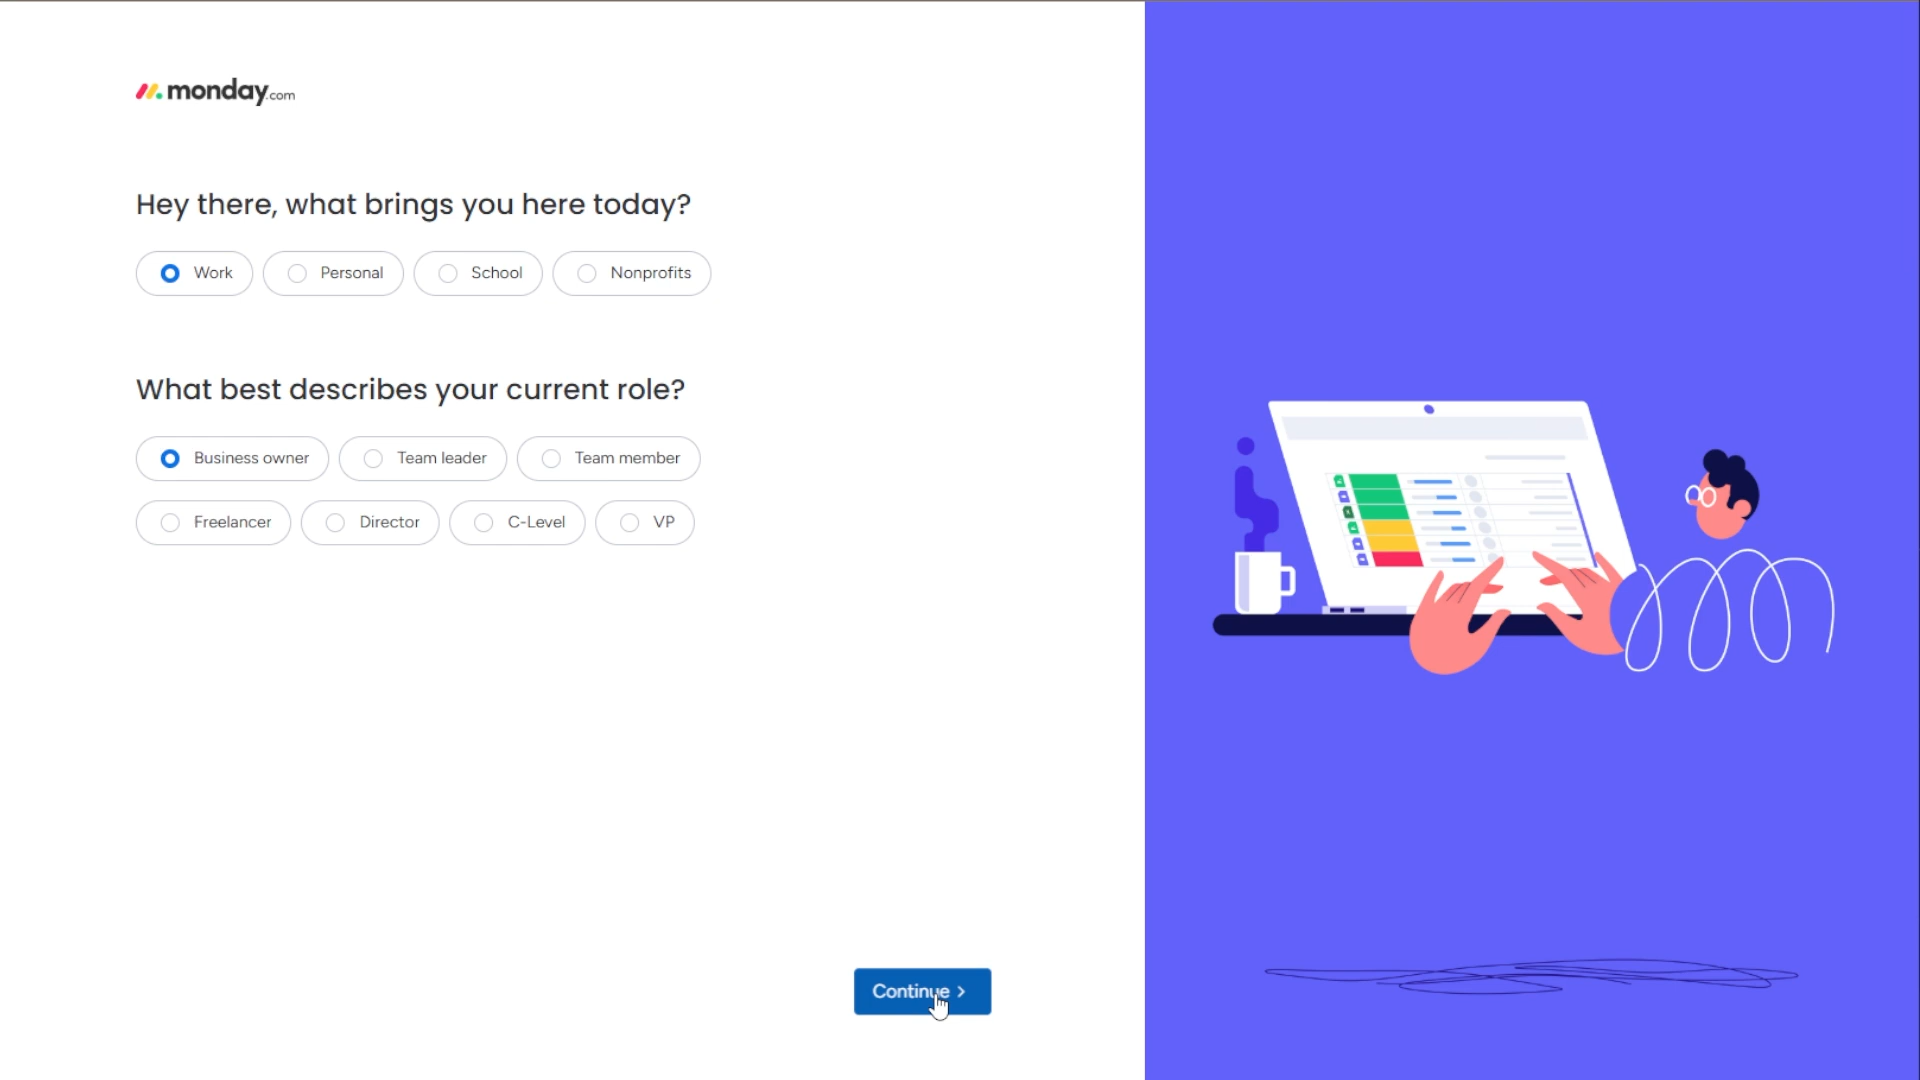 monday.com
Hey there, what brings you here today?
Work Personal School Nonprofits
What best describes your current role?
Business owner Team leader Team member
Freelancer Director C-Level VP
Continue >